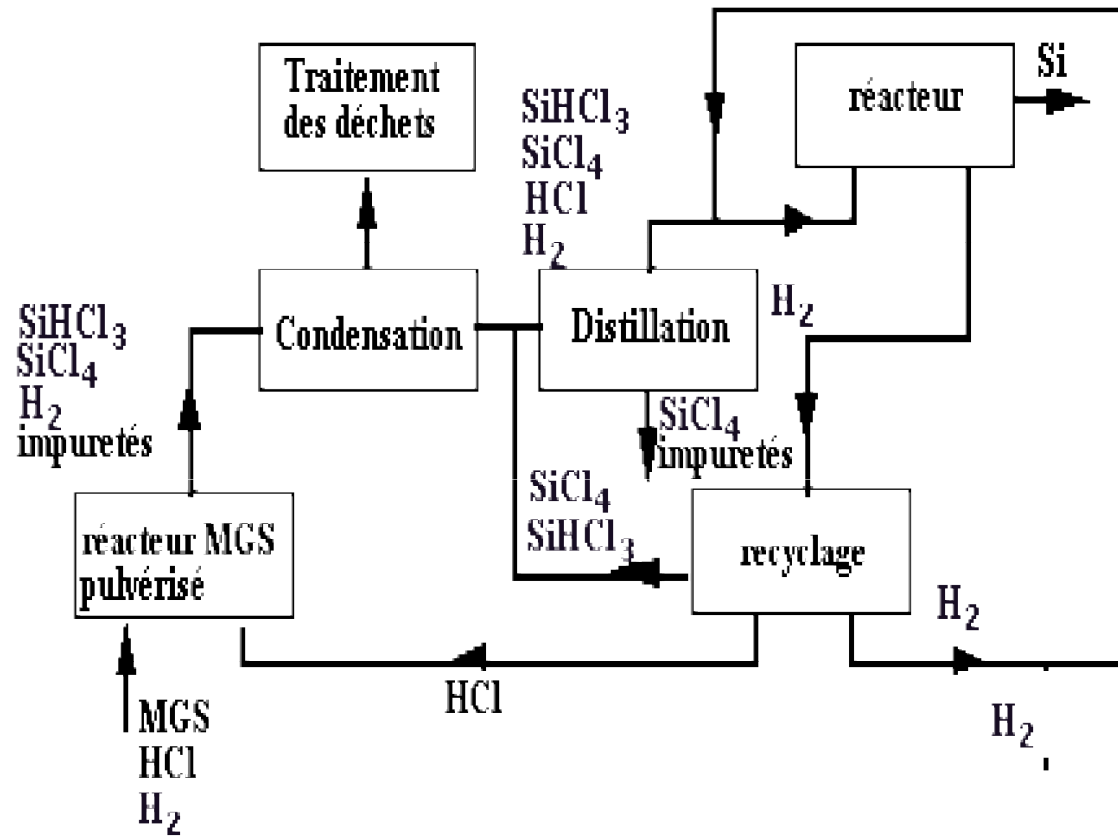 Traitement
des déchets
SiHCl₃
SiCl₄
HCl
H₂
réacteur
Si
SiHCl₃
SiCl₄
H₂
impuretés
Condensation
Distillation
H₂
SiCl₄
impuretés
réacteur MGS
pulvérisé
SiCl₄
SiHCl₃
recyclage
H₂
HCl
H₂
MGS
HCl
H₂